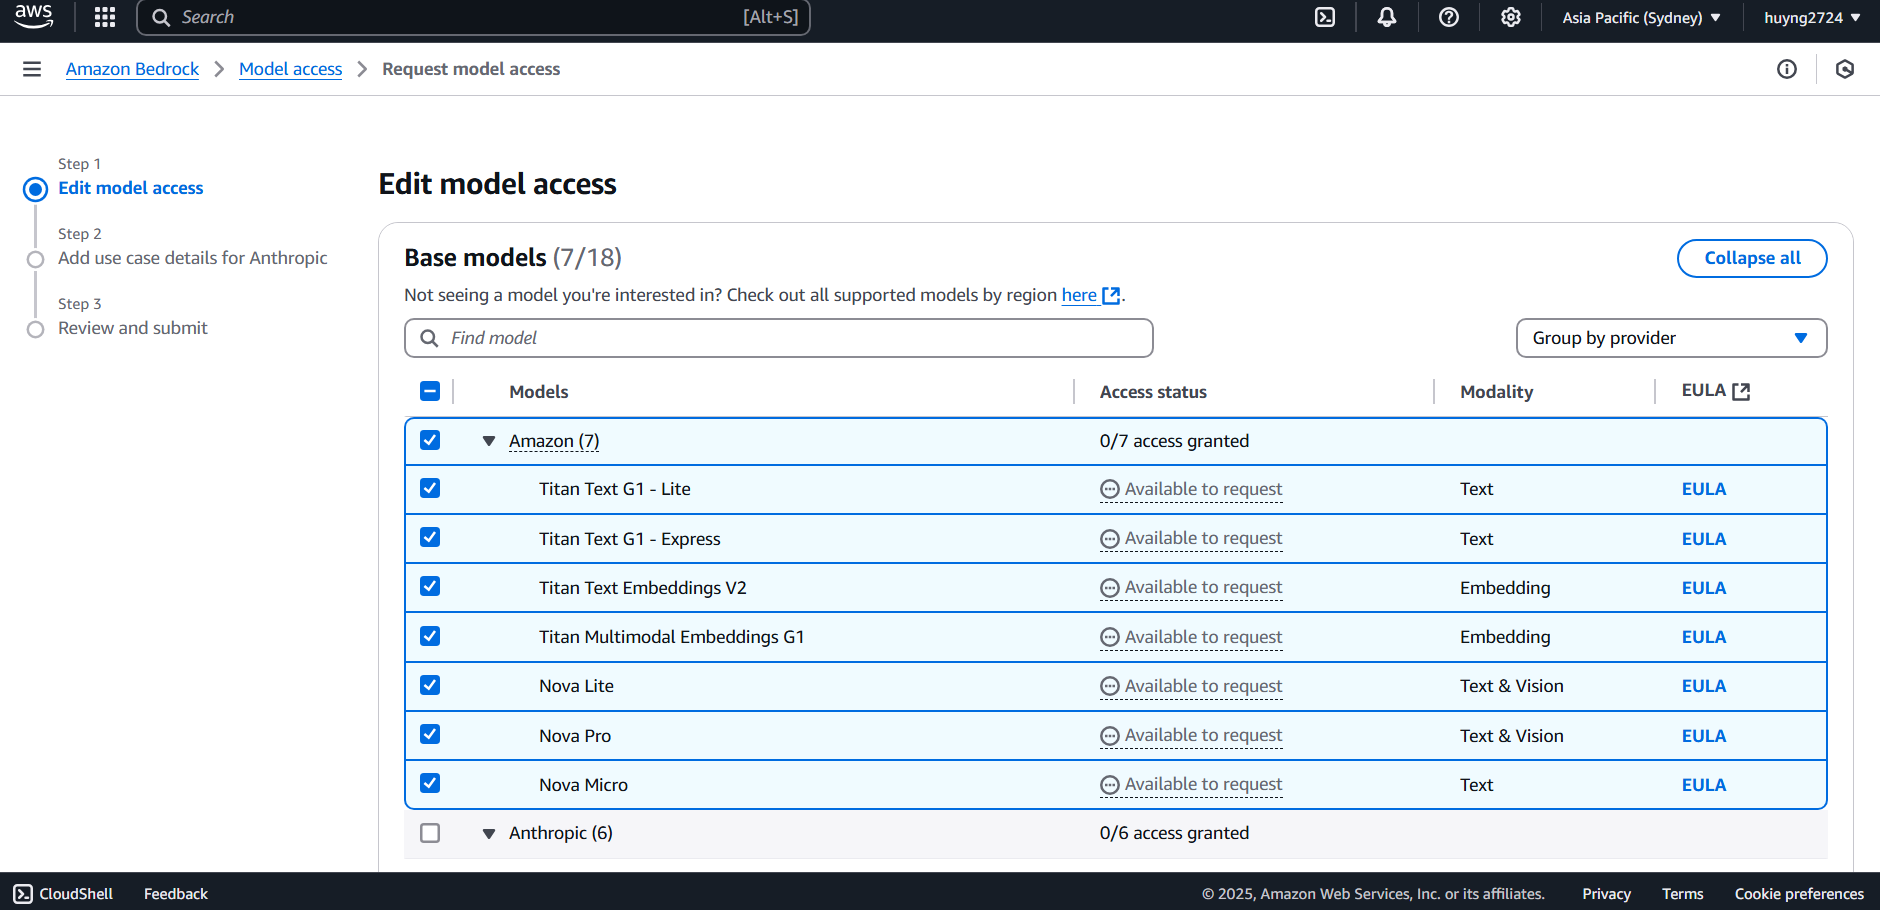 aws
Search [Alt+S]
Asia Pacific (Sydney) huyng2724
Amazon Bedrock Model access Request model access
Step 1
Edit model access
Step 2
Add use case details for Anthropic
Step 3
Review and submit
Edit model access
Base models (7/18)
Collapse all
Not seeing a model you're interested in? Check out all supported models by region here.
Find model
Group by provider
Models Access status Modality EULA
Amazon (7) 0/7 access granted
Titan Text G1 - Lite Available to request Text EULA
Titan Text G1 - Express Available to request Text EULA
Titan Text Embeddings V2 Available to request Embedding EULA
Titan Multimodal Embeddings G1 Available to request Embedding EULA
Nova Lite Available to request Text & Vision EULA
Nova Pro Available to request Text & Vision EULA
Nova Micro Available to request Text EULA
Anthropic (6) 0/6 access granted
CloudShell Feedback © 2025, Amazon Web Services, Inc. or its affiliates. Privacy Terms Cookie preferences